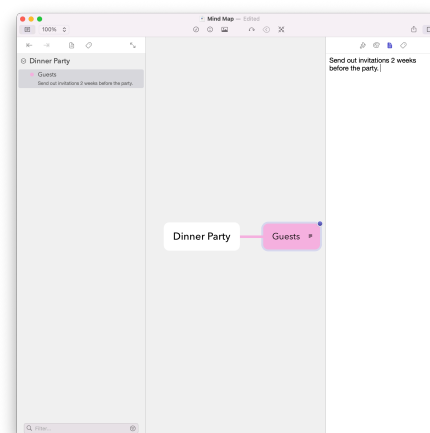 Mind Map — Edited
100%
Dinner Party
Guests
Send out invitations 2 weeks before the party.
Send out invitations 2 weeks
before the party.
Dinner Party
Guests
Filter...